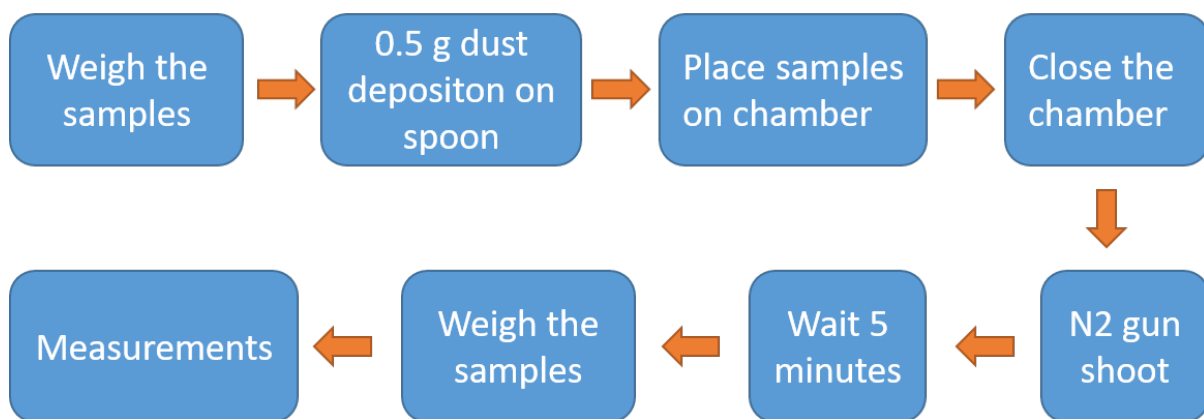 Weigh the
samples
0.5 g dust
depositon on
spoon
Place samples
on chamber
Close the
chamber
N2 gun
shoot
Wait 5
minutes
Weigh the
samples
Measurements